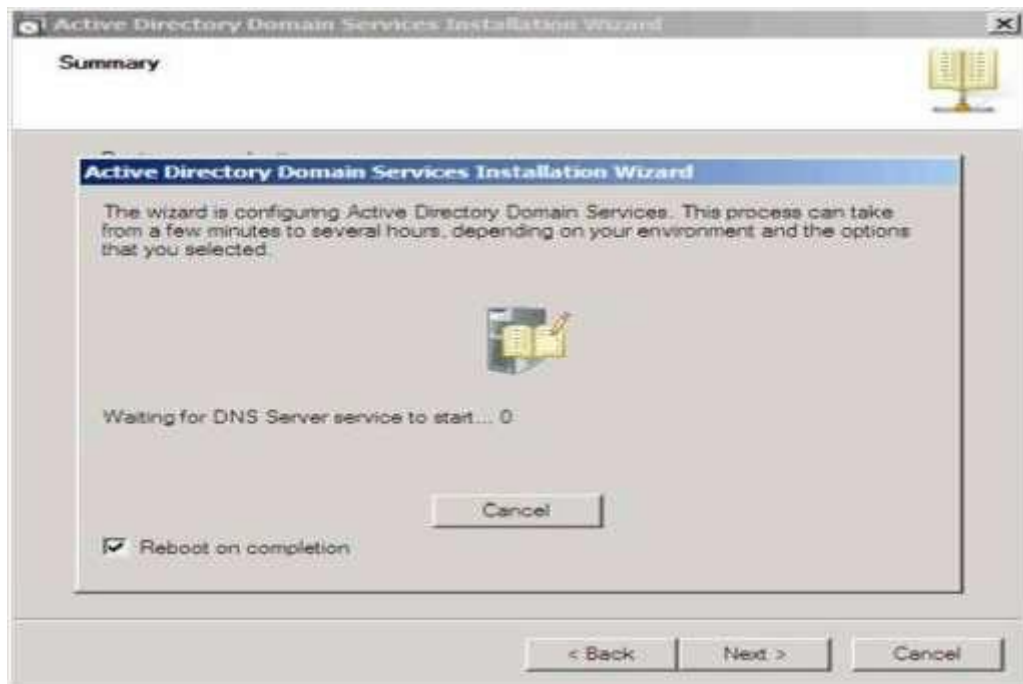 Active Directory Domain Services Installation Wizard
Summary
Active Directory Domain Services Installation Wizard
The wizard is configuring Active Directory Domain Services. This process can take
from a few minutes to several hours, depending on your environment and the options
that you selected.
Waiting for DNS Server service to start... 0
Cancel
Reboot on completion
< Back
Next >
Cancel